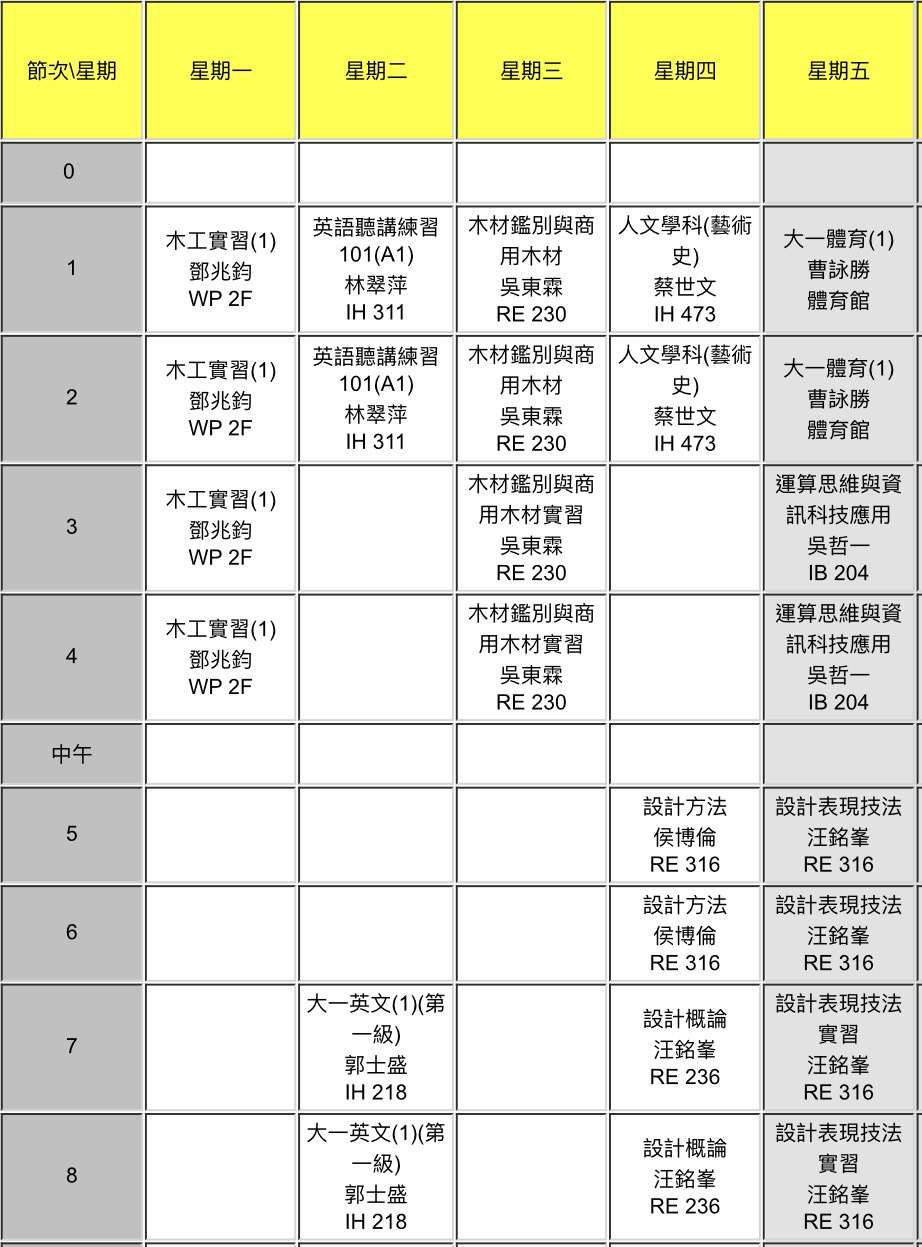 節次\星期
星期一
星期二
星期三
星期四
星期五
0
1
木工實習(1)
鄧兆鈞
WP 2F
英語聽講練習
101(A1)
林翠萍
IH 311
木材鑑別與商
用木材
吳東霖
RE 230
人文學科(藝術
史)
蔡世文
IH 473
大一體育(1)
曹詠勝
體育館
2
木工實習(1)
鄧兆鈞
WP 2F
英語聽講練習
101(A1)
林翠萍
IH 311
木材鑑別與商
用木材
吳東霖
RE 230
人文學科(藝術
史)
蔡世文
IH 473
大一體育(1)
曹詠勝
體育館
3
木工實習(1)
鄧兆鈞
WP 2F
木材鑑別與商
用木材實習
吳東霖
RE 230
運算思維與資
訊科技應用
吳哲一
IB 204
4
木工實習(1)
鄧兆鈞
WP 2F
木材鑑別與商
用木材實習
吳東霖
RE 230
運算思維與資
訊科技應用
吳哲一
IB 204
中午
5
設計方法
侯博倫
RE 316
設計表現技法
汪銘峯
RE 316
6
設計方法
侯博倫
RE 316
設計表現技法
汪銘峯
RE 316
7
大一英文(1)(第
一級)
郭士盛
IH 218
設計概論
汪銘峯
RE 236
設計表現技法
實習
汪銘峯
RE 316
8
大一英文(1)(第
一級)
郭士盛
IH 218
設計概論
汪銘峯
RE 236
設計表現技法
實習
汪銘峯
RE 316